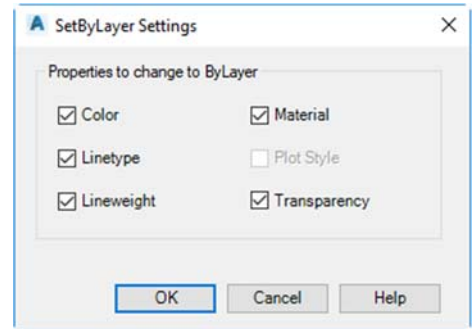 A SetByLayer Settings
Properties to change to ByLayer
Color Material
Linetype Plot Style
Lineweight Transparency
OK Cancel Help